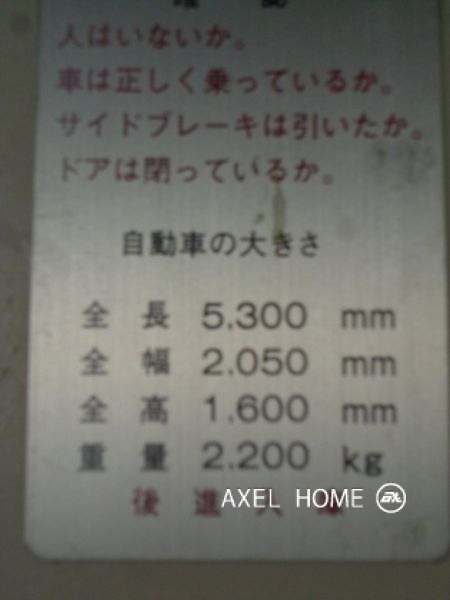 人はいないか。
車は正しく乗っているか。
サイドブレーキは引いたか。
ドアは閉っているか。
自動車の大きさ
全長 5.300 mm
全幅 2.050 mm
全高 1.600 mm
重量 2.200 kg
後進
AXEL HOME EA